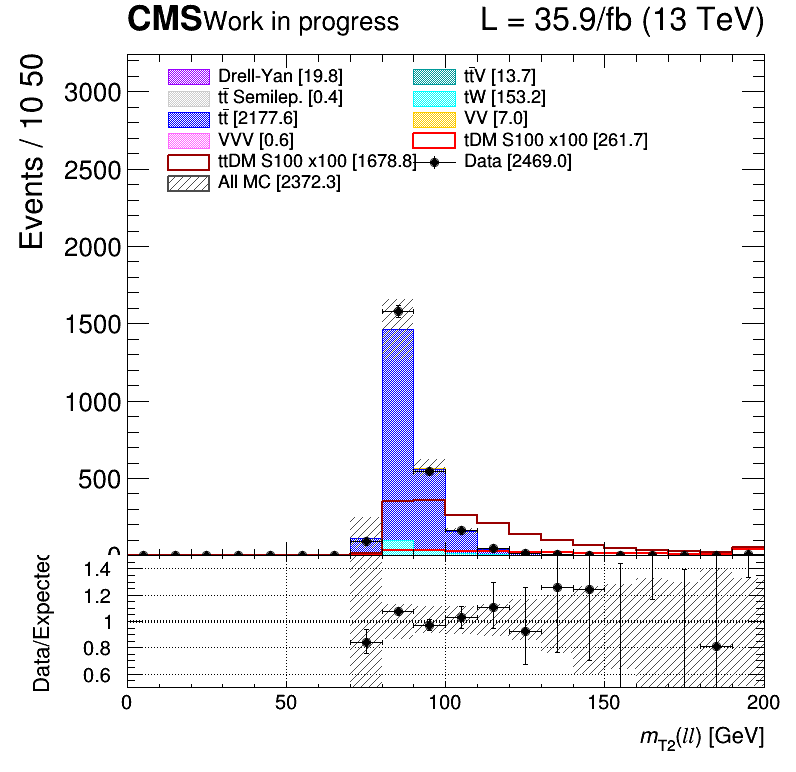 CMS Work in progress L = 35.9/fb (13 TeV)
Events / 10 50
Drell-Yan [19.8]
tt̄V [13.7]
tt̄ Semilep. [0.4]
tW [153.2]
tt̄ [2177.6]
VV [7.0]
VVV [0.6]
tDM S100 x100 [261.7]
ttDM S100 x100 [1678.8]
Data [2469.0]
All MC [2372.3]
3000
2500
2000
1500
1000
500
0
Data/Expected
1.4
1.2
1
0.8
0.6
0 50 100 150 200
m_T2(ll) [GeV]